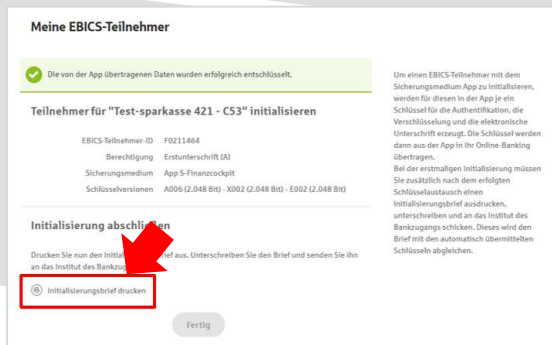 Meine EBICS-Teilnehmer
Die von der App übertragenen Daten wurden erfolgreich entschlüsselt.
Teilnehmer für "Test-sparkasse 421 - C53" initialisieren
EBICS-Teilnehmer-ID F0211464
Berechtigung Erstunterschrift (A)
Sicherungsmedium App S-Finanzcockpit
Schlüsselversionen A006 (2.048 Bit) - X002 (2.048 Bit) - E002 (2.048 Bit)
Initialisierung abschließen
Drucken Sie nun den Initial rief aus. Unterschreiben Sie den Brief und senden Sie ihn
an das Institut des Bankzug
Initialisierungsbrief drucken
Fertig
Um einen EBICS-Teilnehmer mit dem
Sicherungsmedium App zu initialisieren,
werden für diesen in der App je ein
Schlüssel für die Authentifikation, die
Verschlüsselung und die elektronische
Unterschrift erzeugt. Die Schlüssel werden
dann aus der App in Ihr Online-Banking
übertragen.
Bei der erstmaligen Initialisierung müssen
Sie zusätzlich nach dem erfolgten
Schlüsselaustausch einen
Initialisierungsbrief ausdrucken,
unterschreiben und an das Institut des
Bankzugangs schicken. Dieses wird den
Brief mit den automatisch übermittelten
Schlüsseln abgleichen.